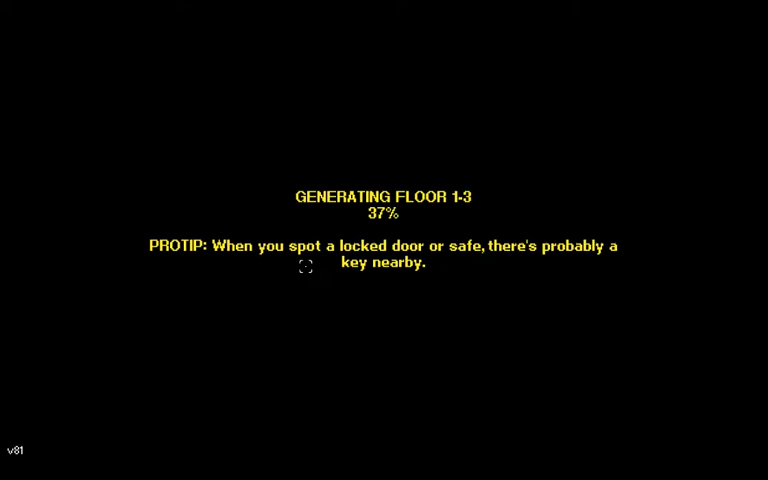 GENERATING FLOOR 1-3
37%
PROTIP: When you spot a locked door or safe, there's probably a
key nearby.
v81